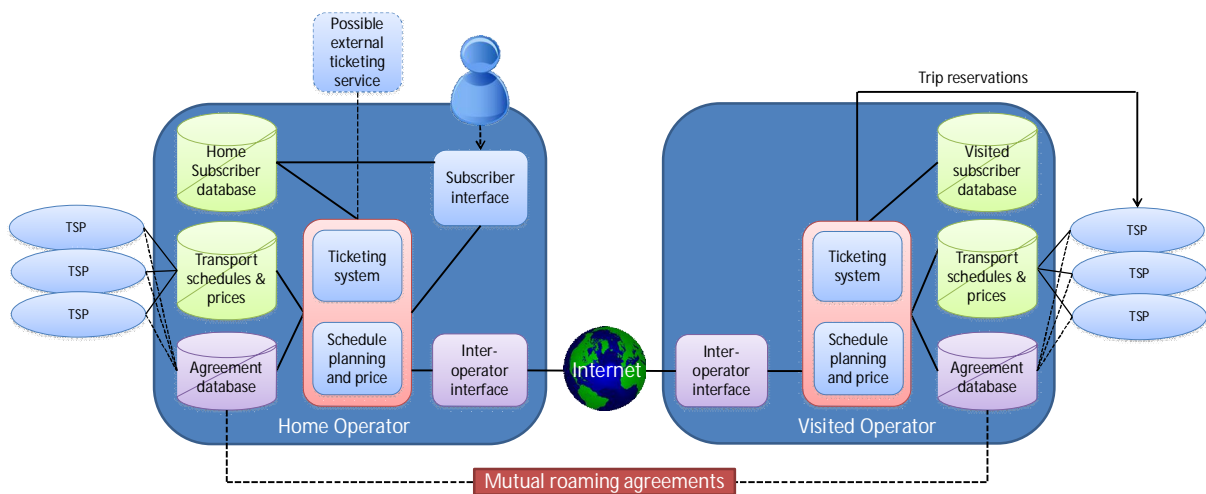 Possible
external
ticketing
service
Trip reservations
Home
Subscriber
database
Subscriber
interface
TSP
TSP
TSP
Transport
schedules &
prices
Ticketing
system
Schedule
planning
and price
Agreement
database
Inter-
operator
interface
Home Operator
Internet
Inter-
operator
interface
Visited
subscriber
database
Ticketing
system
Schedule
planning
and price
Transport
schedules &
prices
Agreement
database
TSP
TSP
TSP
Visited Operator
Mutual roaming agreements